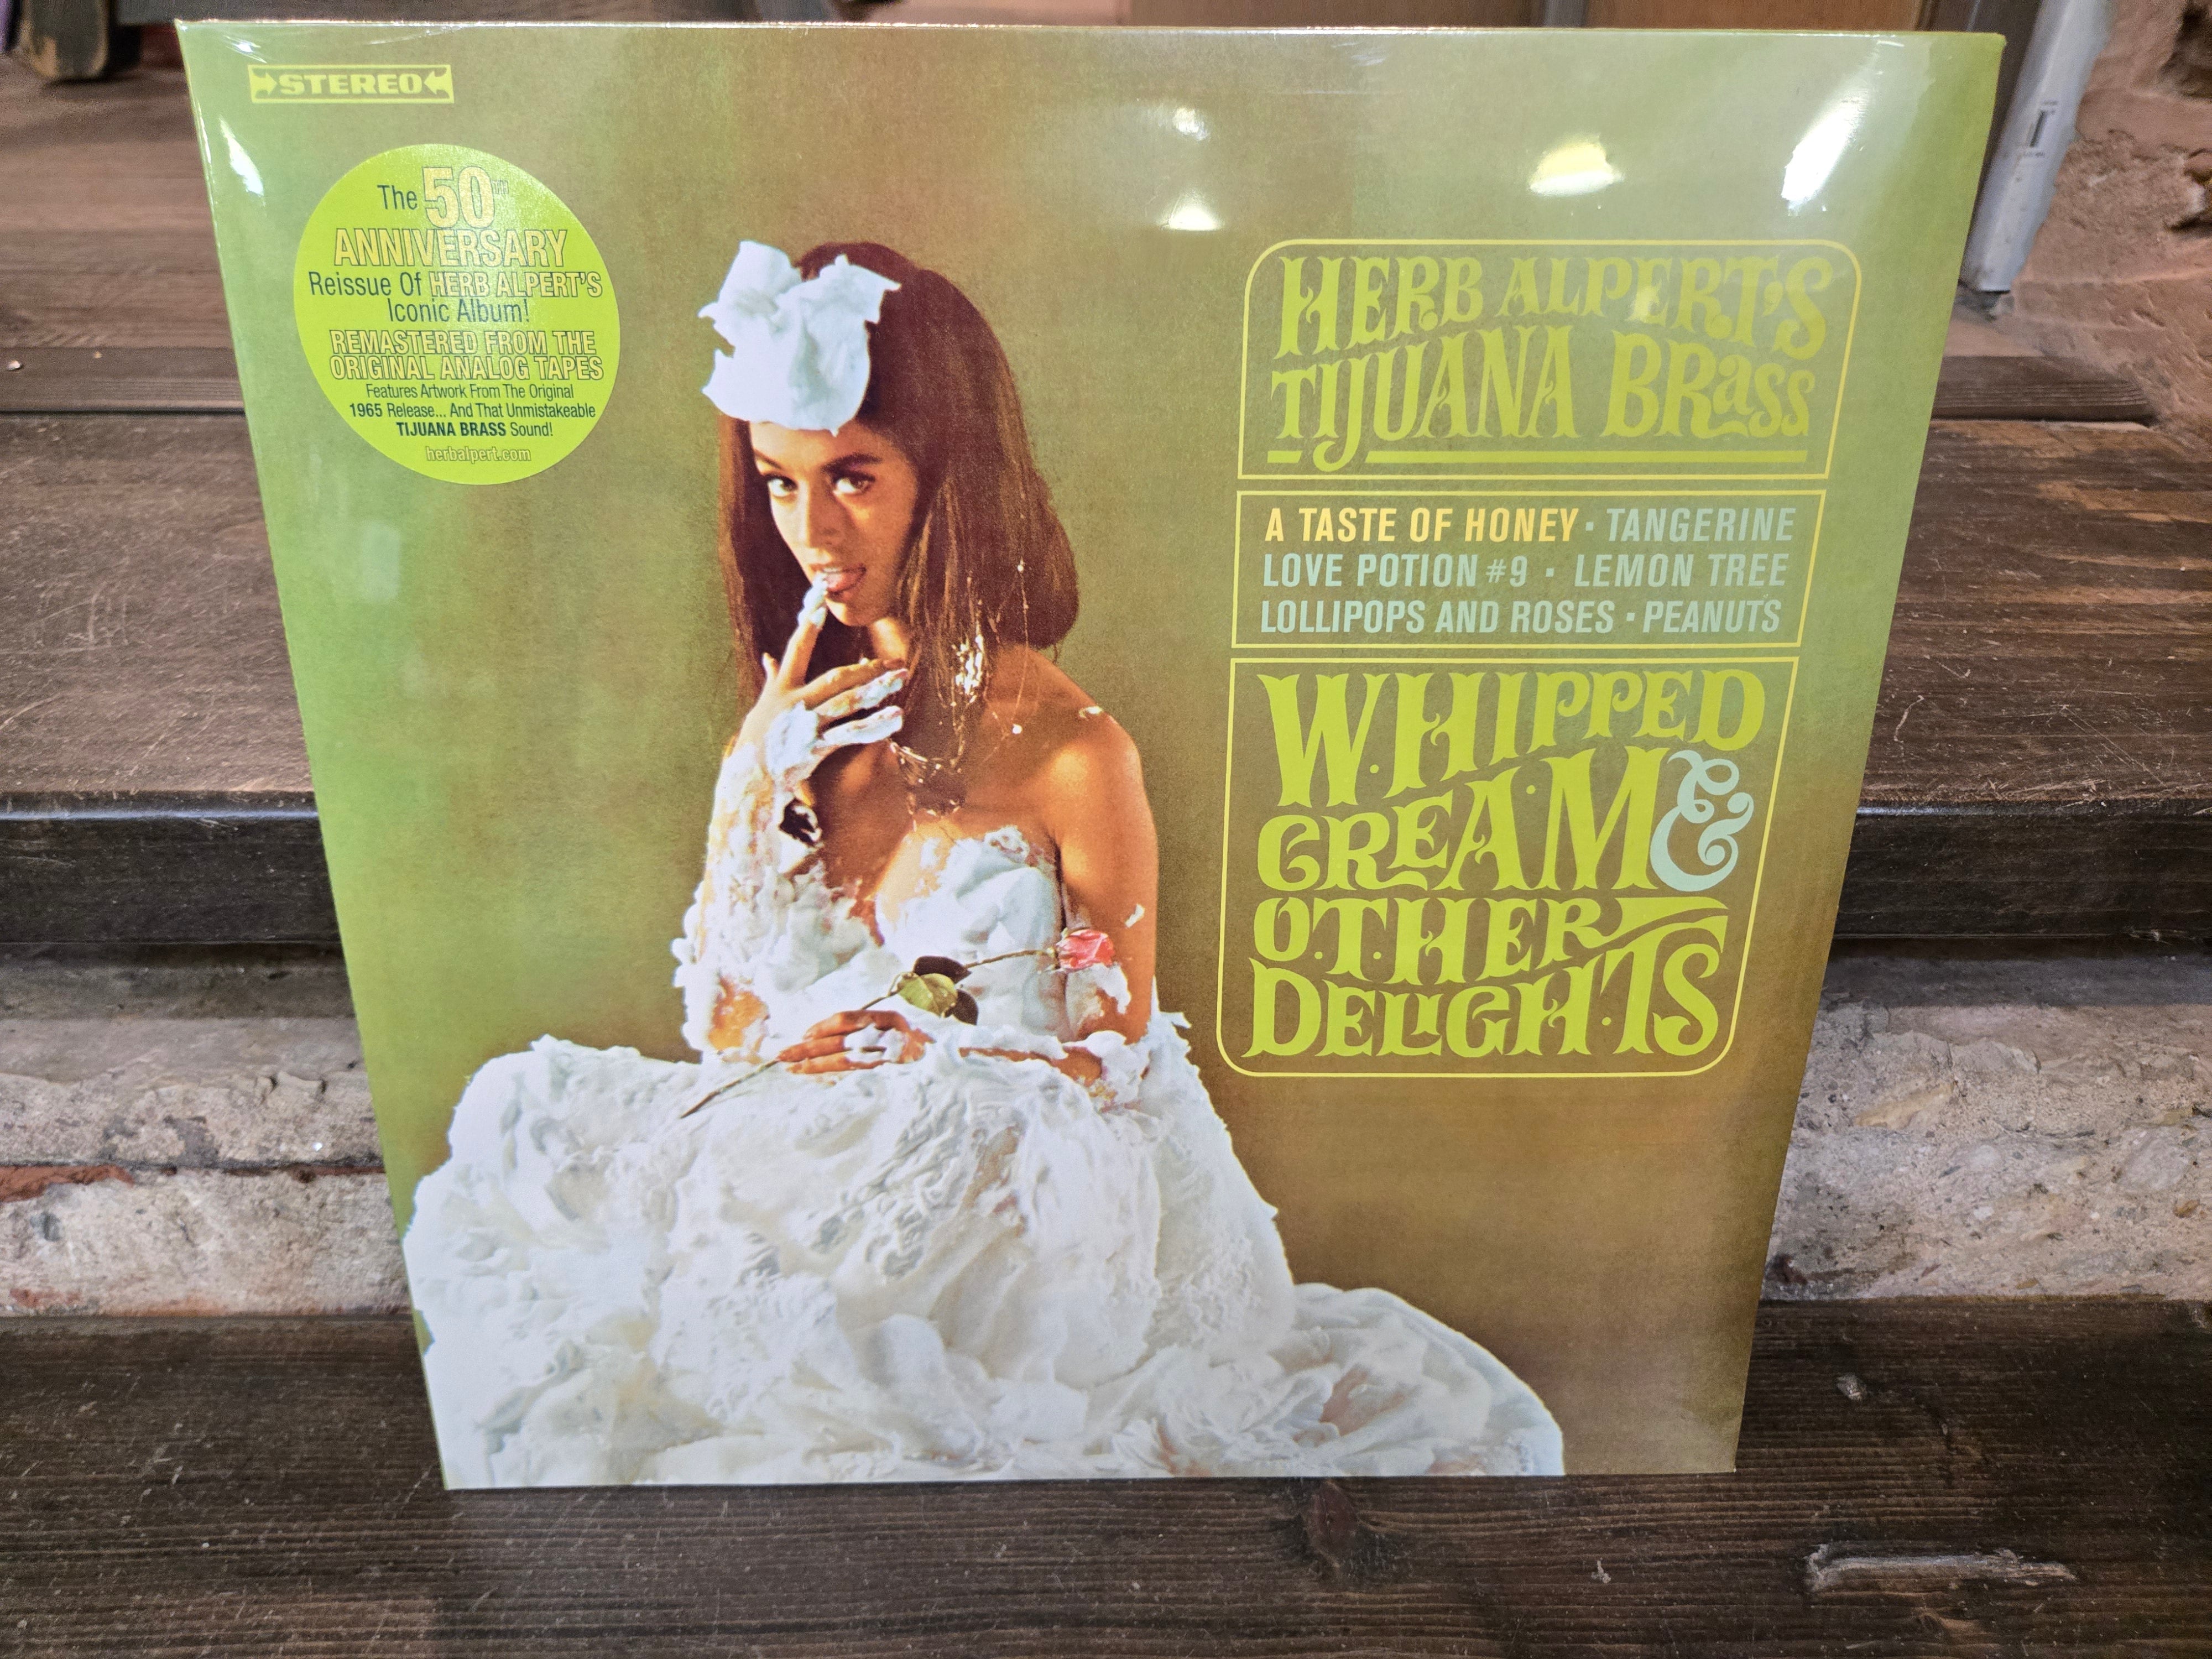 STEREO
The 50TH
ANNIVERSARY
Reissue Of HERB ALPERT'S
Iconic Album!
REMASTERED FROM THE
ORIGINAL ANALOG TAPES
Features Artwork From The Original
1965 Release... And That Unmistakeable
TIJUANA BRASS Sound!
herbalpert.com
HERB ALPERT'S
TIJUANA BRass
A TASTE OF HONEY · TANGERINE
LOVE POTION #9 · LEMON TREE
LOLLIPOPS AND ROSES · PEANUTS
WHIPPED
CREAM &
OTHER
DELiGHTS